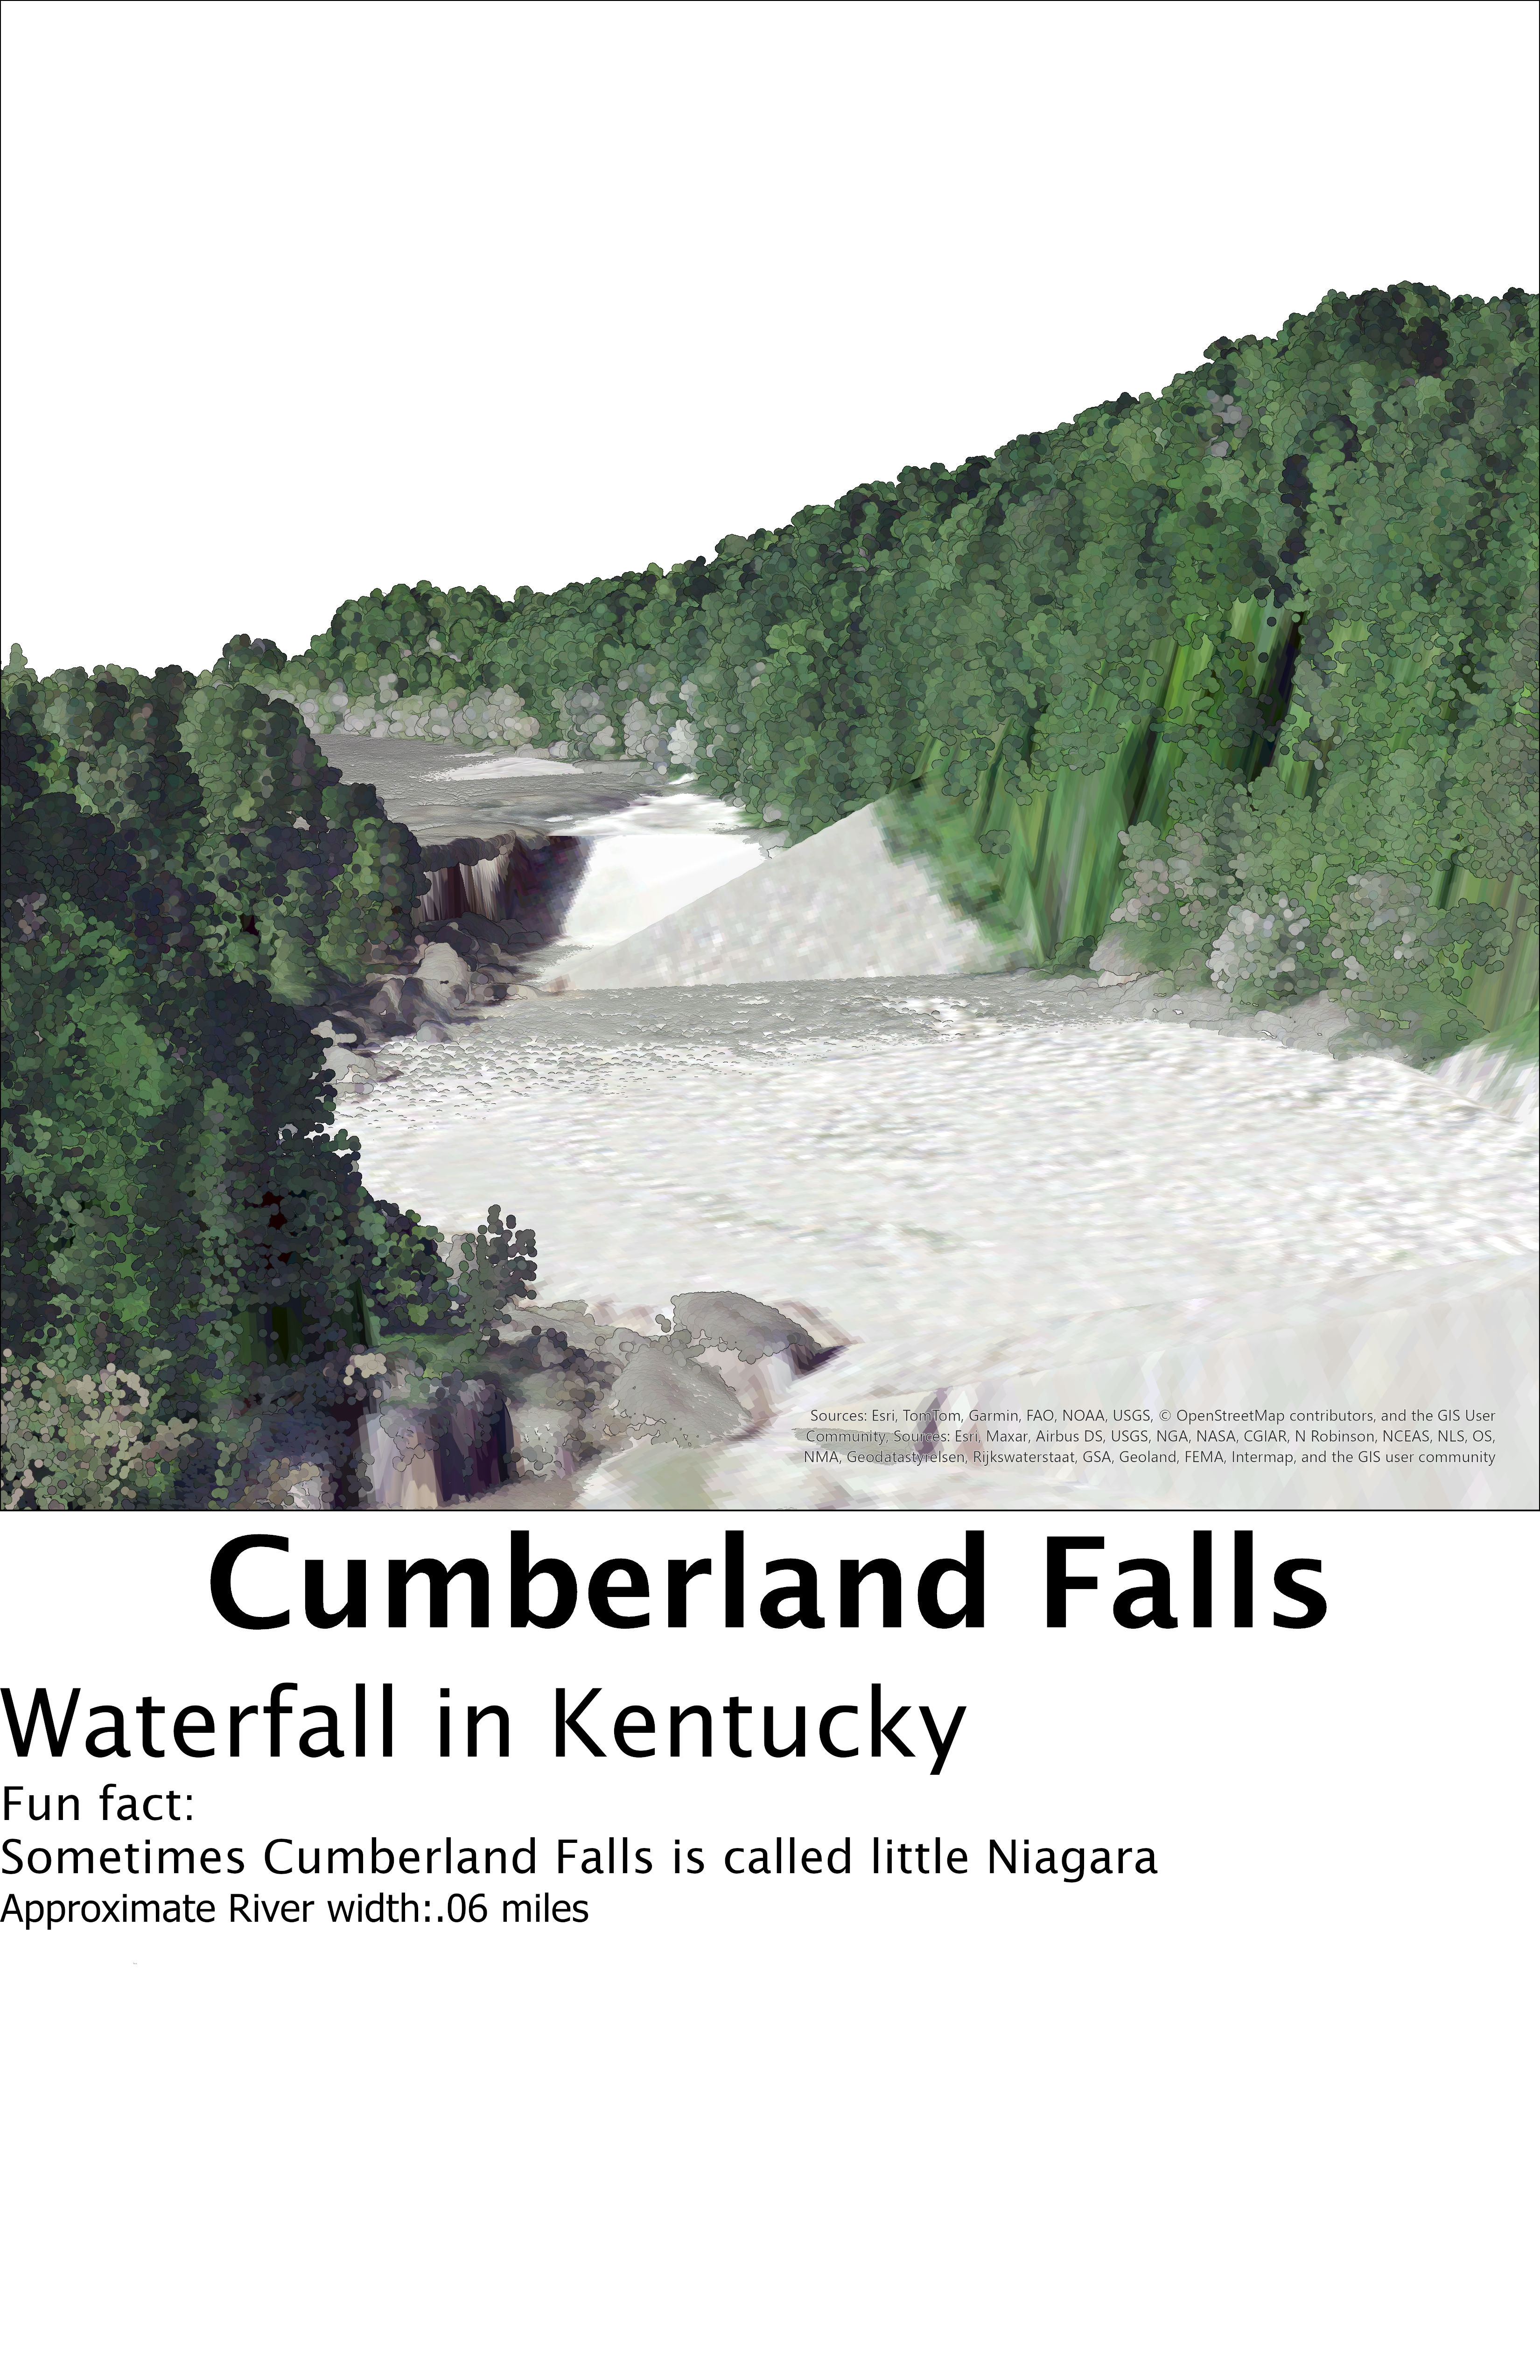 Sources: Esri, TomTom, Garmin, FAO, NOAA, USGS, © OpenStreetMap contributors, and the GIS User
Community, Sources: Esri, Maxar, Airbus DS, USGS, NGA, NASA, CGIAR, N Robinson, NCEAS, NLS, OS,
NMA, Geodatastyrelsen, Rijkswaterstaat, GSA, Geoland, FEMA, Intermap, and the GIS user community
Cumberland Falls
Waterfall in Kentucky
Fun fact:
Sometimes Cumberland Falls is called little Niagara
Approximate River width:.06 miles